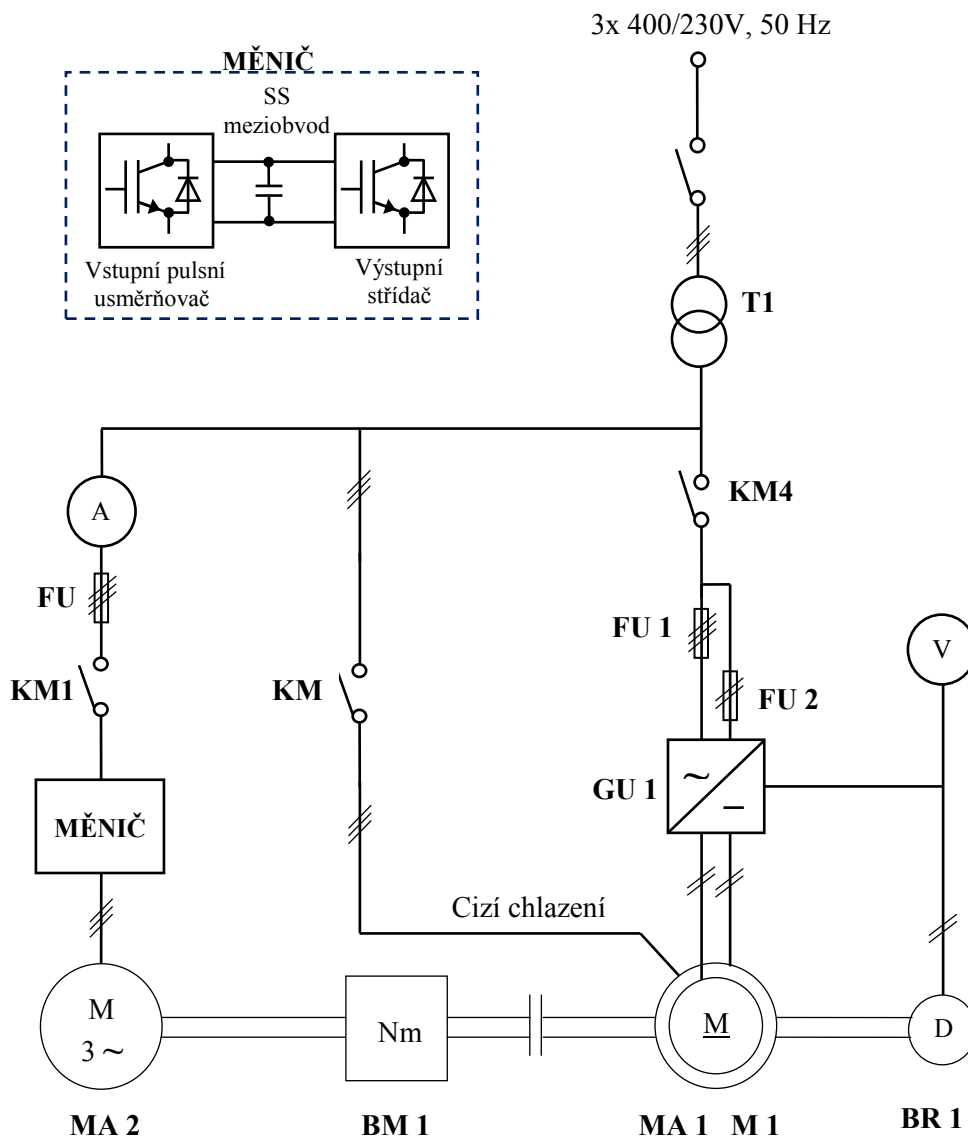 3x 400/230V, 50 Hz
MĚNIČ
SS
meziobvod
Vstupní pulsní
usměrňovač
Výstupní
střídač
T1
A
KM4
FU
FU 1
V
KM1
KM
FU 2
GU 1
~
–
MĚNIČ
Cizí chlazení
M
3 ~
Nm
M
D
MA 2
BM 1
MA 1 M 1
BR 1